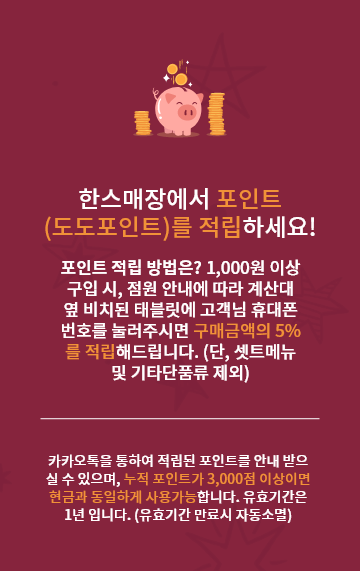 한스매장에서 포인트
(도도포인트)를 적립하세요!
포인트 적립 방법은? 1,000원 이상
구입 시, 점원 안내에 따라 계산대
옆 비치된 태블릿에 고객님 휴대폰
번호를 눌러주시면 구매금액의 5%
를 적립해드립니다. (단, 셋트메뉴
및 기타단품류 제외)
카카오톡을 통하여 적립된 포인트를 안내 받으
실 수 있으며, 누적 포인트가 3,000점 이상이면
현금과 동일하게 사용가능합니다. 유효기간은
1년 입니다. (유효기간 만료시 자동소멸)